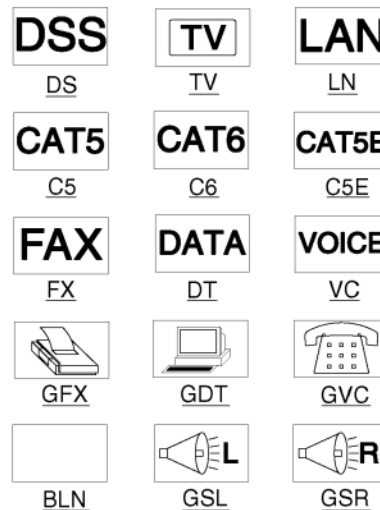 DSS TV LAN
DS TV LN
CAT5 CAT6 CAT5E
C5 C6 C5E
FAX DATA VOICE
FX DT VC
GFX GDT GVC
L R
BLN GSL GSR